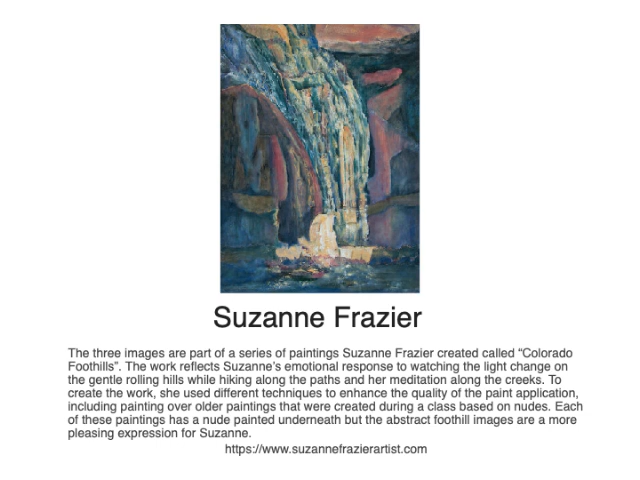 Suzanne Frazier
The three images are part of a series of paintings Suzanne Frazier created called “Colorado
Foothills”. The work reflects Suzanne’s emotional response to watching the light change on
the gentle rolling hills while hiking along the paths and her meditation along the creeks. To
create the work, she used different techniques to enhance the quality of the paint application,
including painting over older paintings that were created during a class based on nudes. Each
of these paintings has a nude painted underneath but the abstract foothill images are a more
pleasing expression for Suzanne.
https://www.suzannefrazierartist.com